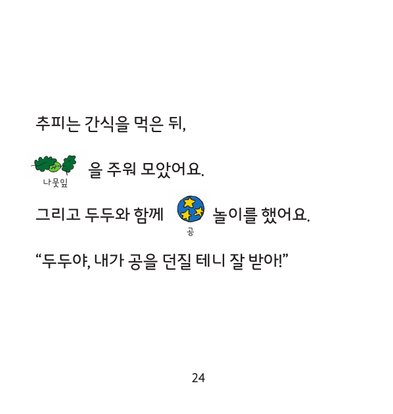 추피는 간식을 먹은 뒤,
을 주워 모았어요.
나뭇잎
그리고 두두와 함께 놀이를 했어요.
공
“두두야, 내가 공을 던질 테니 잘 받아!”
24